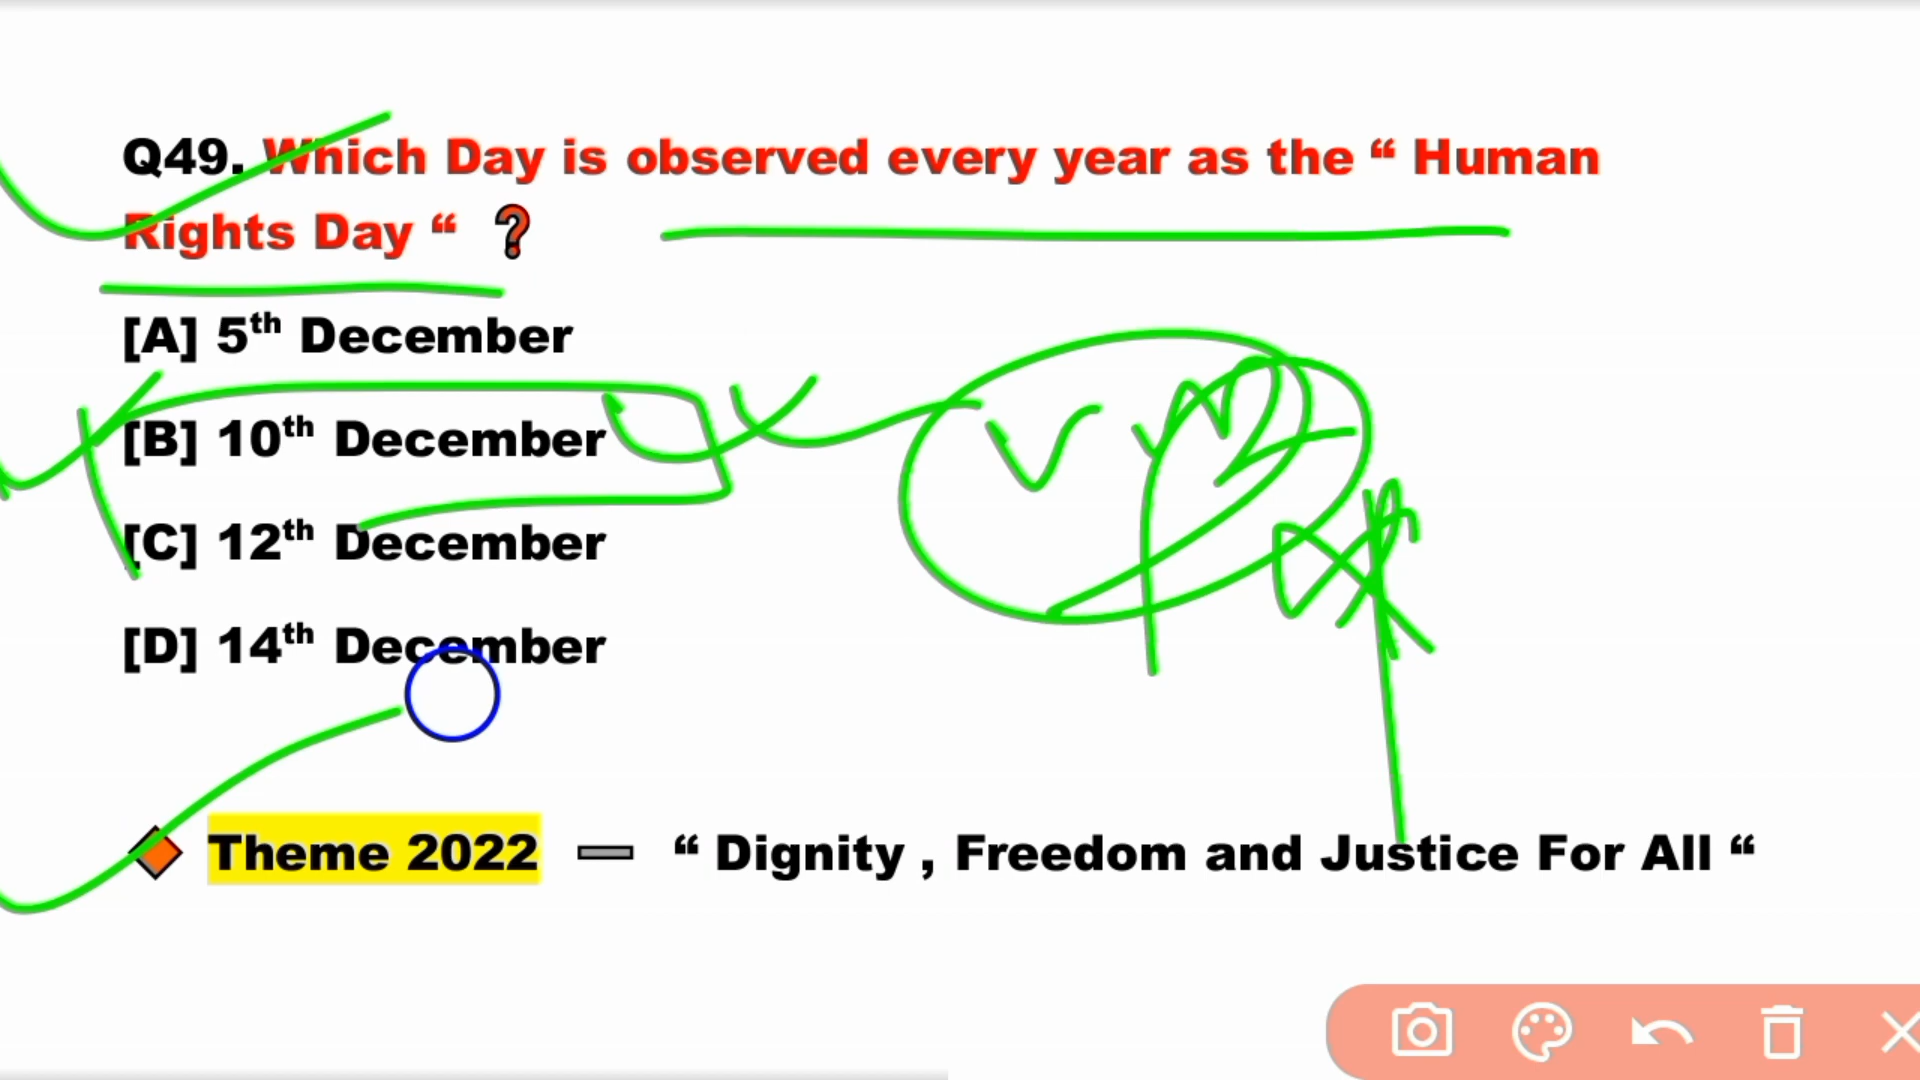 Q49. Which Day is observed every year as the “ Human
Rights Day “ ❓
[A] 5th December
[B] 10th December
[C] 12th December
[D] 14th December
Theme 2022 ➖ “ Dignity , Freedom and Justice For All “